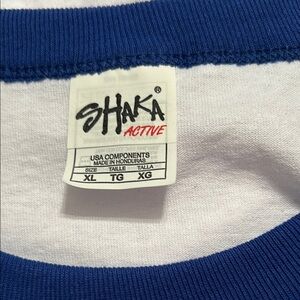 SHAKA®
ACTIVE
USA COMPONENTS
MADE IN HONDURAS
SIZE TAILLE TALLA
XL TG XG